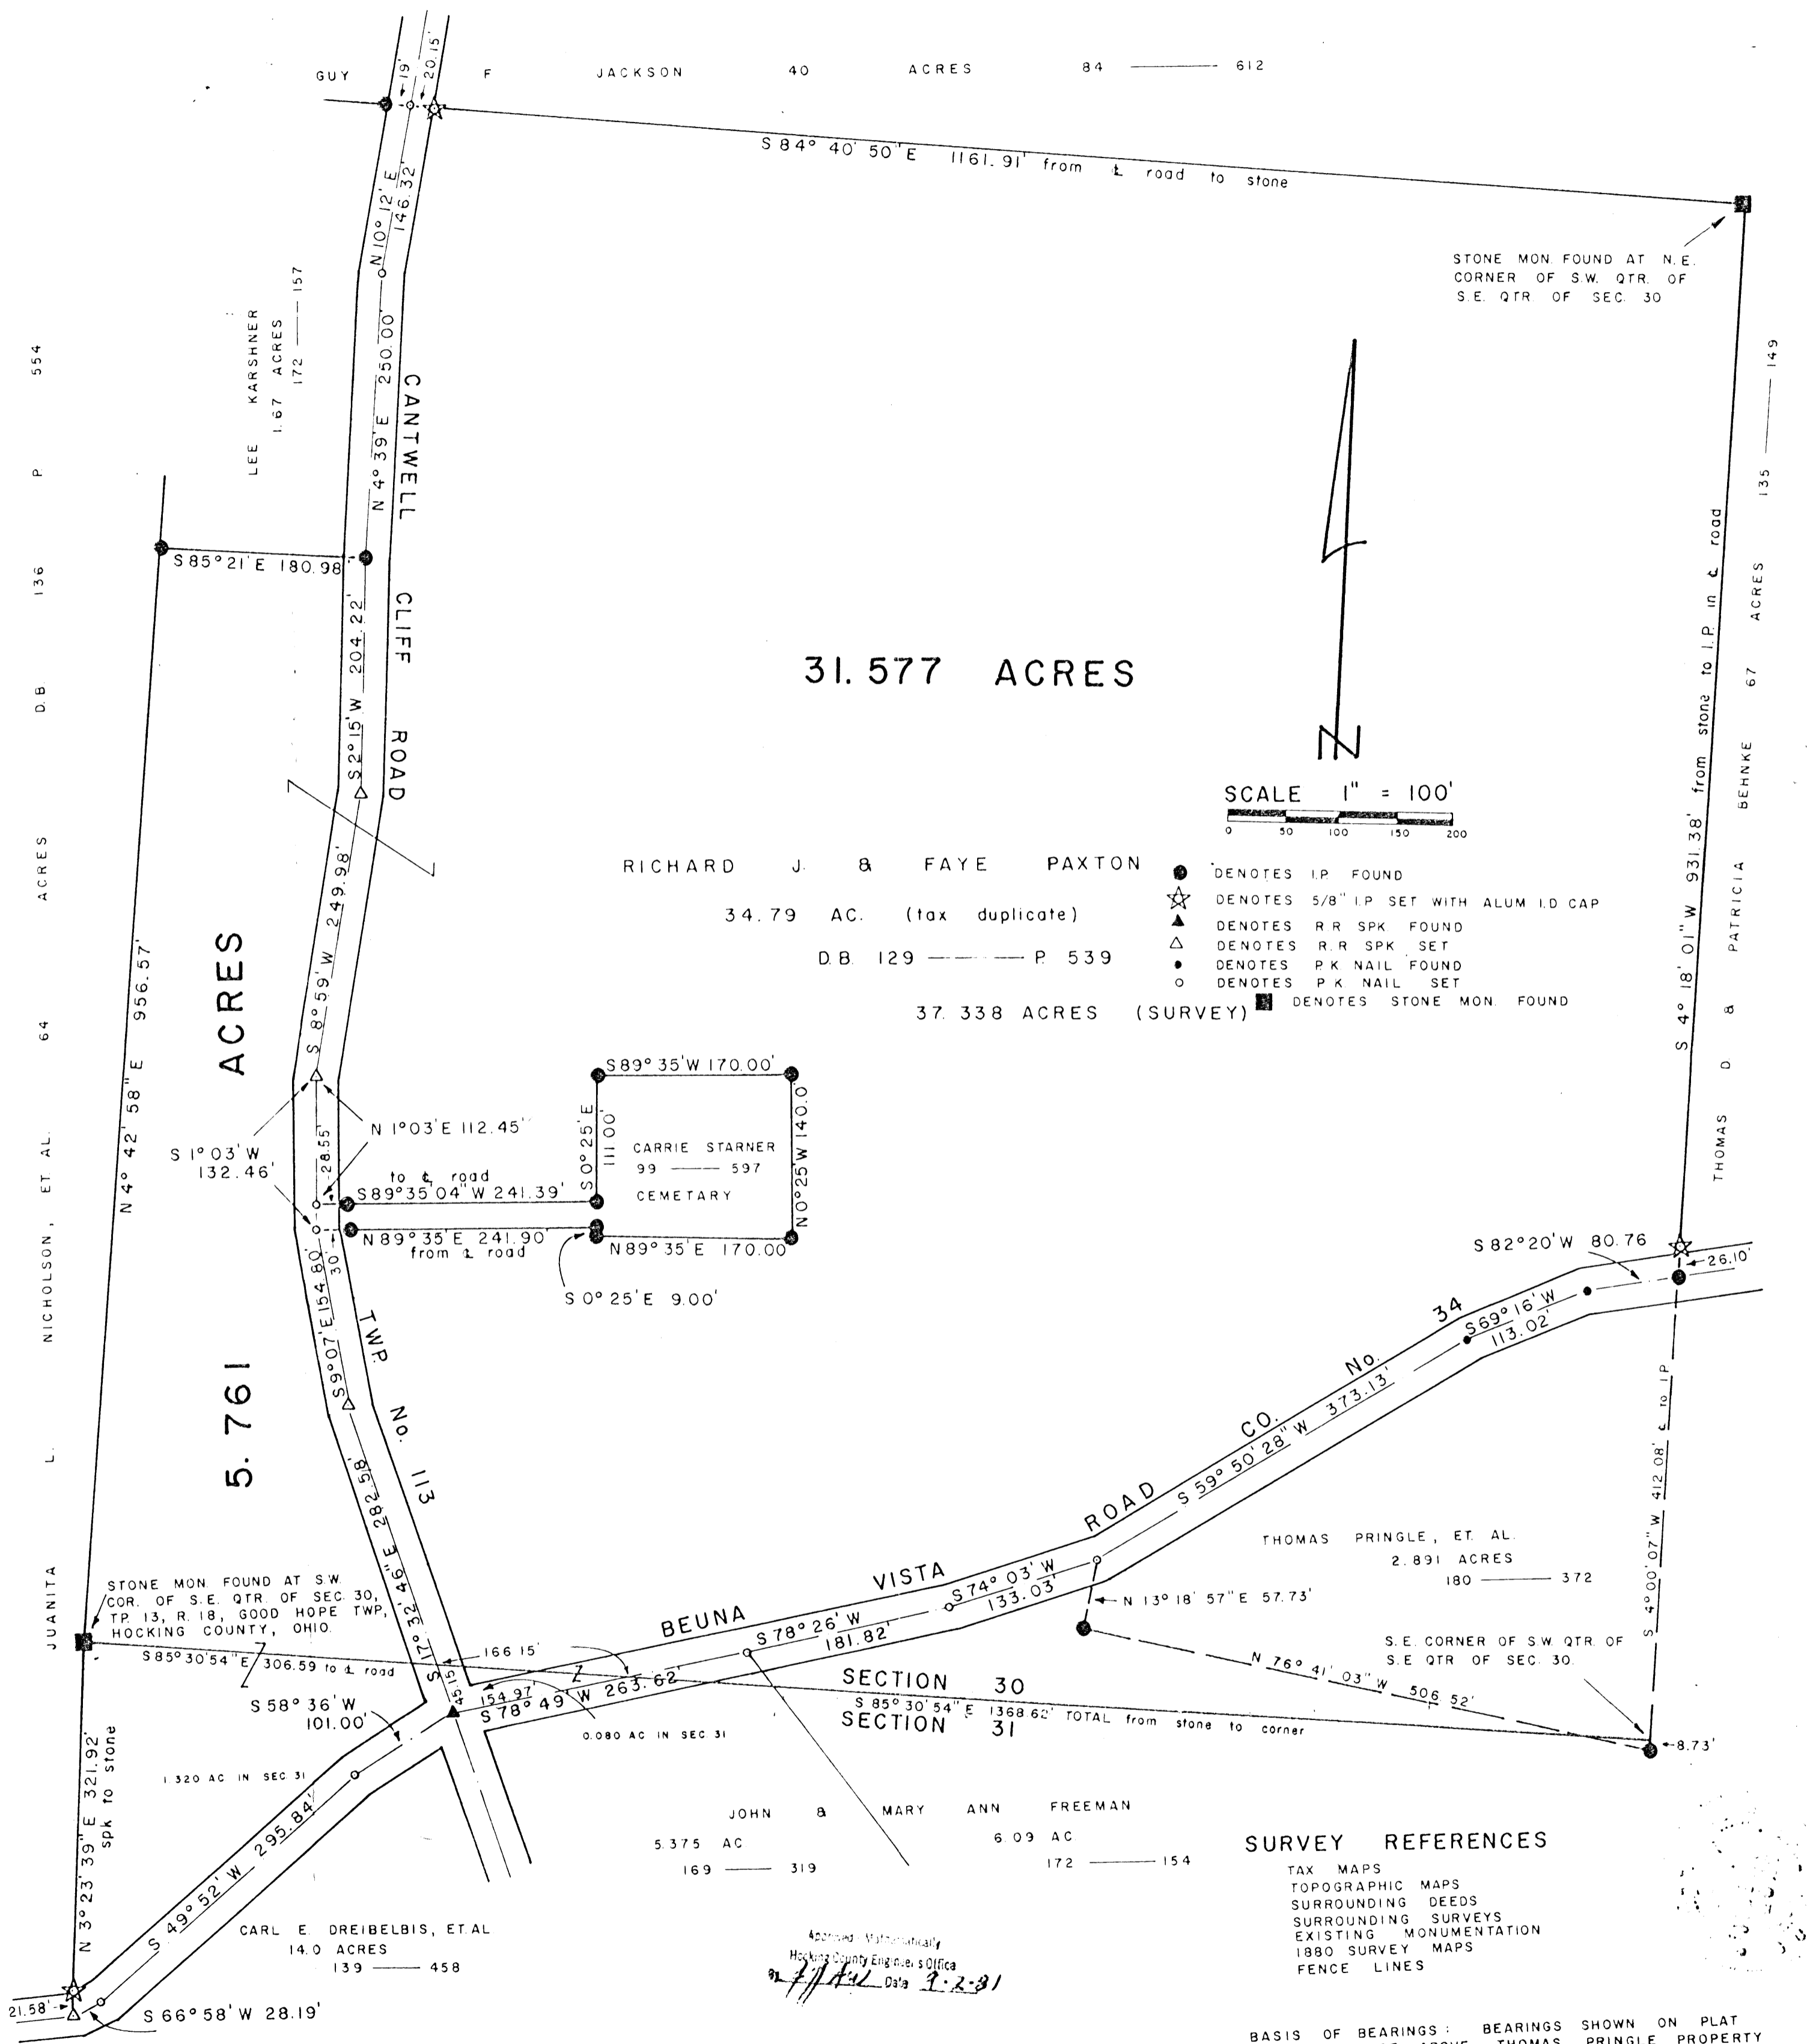 GUY F JACKSON 40 ACRES 84 —— 612
19'
20.15'
S 84° 40' 50" E 1161.91' from ℄ road to stone
N 10° 12' E
146.32'
STONE MON. FOUND AT N.E.
CORNER OF S.W. QTR. OF
S.E. QTR OF SEC. 30
LEE KARSHNER
1.67 ACRES
172 —— 157
N 4° 39' E 250.00'
CANTWELL CLIFF ROAD
S 85° 21' E 180.98'
S 2° 15' W 204.22'
31.577 ACRES
N
SCALE 1" = 100'
0 50 100 150 200
RICHARD J. & FAYE PAXTON
34.79 AC. (tax duplicate)
D.B. 129 —— P. 539
37.338 ACRES (SURVEY)
DENOTES I.P. FOUND
DENOTES 5/8" I.P. SET WITH ALUM I.D CAP
DENOTES R.R SPK. FOUND
DENOTES R.R SPK SET
DENOTES P.K NAIL FOUND
DENOTES P.K. NAIL SET
DENOTES STONE MON. FOUND
S 4° 18' 01" W 931.38' from stone to I.P. in ℄ road
THOMAS D & PATRICIA BEHNKE 67 ACRES 135 —— 149
JUANITA L. NICHOLSON, ET AL. 64 ACRES D.B 136 P 554
N 4° 42' 58" E 956.57'
5.761 ACRES
S 8° 59' W 249.98'
S 1° 03' W
132.46'
N 1° 03' E 112.45'
28.55'
to ℄ road
S 89° 35' 04" W 241.39'
N 89° 35' E 241.90'
from ℄ road
30'
S 89° 35' W 170.00'
S 0° 25' E
111.00'
CARRIE STARNER
99 —— 597
CEMETARY
N 0° 25' W 140.0'
N 89° 35' E 170.00'
S 0° 25' E 9.00'
S 9° 07' E 154.80'
TWP. No. 113
S 17° 32' 46" E 282.58'
S 82° 20' W 80.76
26.10'
S 69° 16' W
113.02'
BEUNA VISTA ROAD CO. No. 34
S 59° 50' 28" W 373.13'
S 74° 03' W
133.03'
S 78° 26' W
181.82'
THOMAS PRINGLE, ET. AL.
2.891 ACRES
180 —— 372
N 13° 18' 57" E 57.73'
S 4° 00' 07" W 412.08' ℄ to I.P
N 76° 41' 03" W 506.52'
S.E. CORNER OF S.W. QTR. OF
S.E QTR OF SEC. 30.
8.73'
STONE MON. FOUND AT S.W.
COR. OF S.E. QTR. OF SEC. 30,
TP. 13, R. 18, GOOD HOPE TWP.,
HOCKING COUNTY, OHIO.
S 85° 30' 54" E 306.59 to ℄ road
166.15'
45.15'
154.97'
S 78° 49' W 263.62'
SECTION 30
S 85° 30' 54" E 1368.62' TOTAL from stone to corner
SECTION 31
0.080 AC IN SEC. 31
S 58° 36' W
101.00'
1.320 AC IN SEC. 31
N 3° 23' 39" E 321.92'
spk to stone
S 49° 52' W 295.84'
21.58'
S 66° 58' W 28.19'
CARL E. DREIBELBIS, ET.AL
14.0 ACRES
139 —— 458
JOHN & MARY ANN FREEMAN
5.375 AC
169 —— 319
6.09 AC
172 —— 154
Approved - Mathematically
Hocking County Engineer's Office
Date 9-2-81
SURVEY REFERENCES
TAX MAPS
TOPOGRAPHIC MAPS
SURROUNDING DEEDS
SURROUNDING SURVEYS
EXISTING MONUMENTATION
1880 SURVEY MAPS
FENCE LINES
BASIS OF BEARINGS: BEARINGS SHOWN ON PLAT
THOMAS PRINGLE PROPERTY